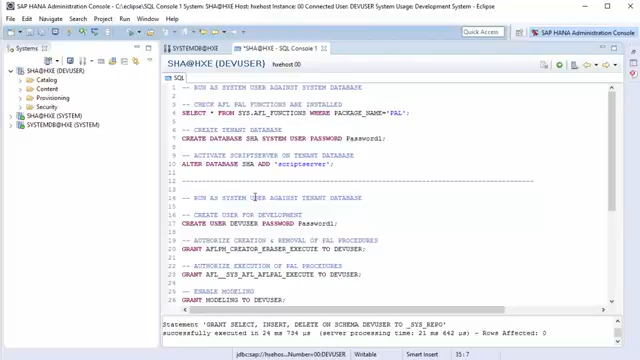 SAP HANA Administration Console - SQL Console 1 System: SHA Host: hxehost Instance: 00 Connected User: DEVUSER System Usage: Development System - Eclipse
File Edit Navigate Search Project Run Window Help
Quick Access
SAP HANA Administration Console
Systems
SYSTEMDB@HXE
*SHA@HXE - SQL Console 1
SHA@HXE (DEVUSER)
Catalog
Content
Provisioning
Security
SHA@HXE (SYSTEM)
SYSTEMDB@HXE (SYSTEM)
SHA@HXE (DEVUSER) hxehost 00
SQL
1 -- RUN AS SYSTEM USER AGAINST SYSTEM DATABASE
2
3 -- CHECK AFL PAL FUNCTIONS ARE INSTALLED
4 SELECT * FROM SYS.AFL_FUNCTIONS WHERE PACKAGE_NAME='PAL';
5
6 -- CREATE TENANT DATABASE
7 CREATE DATABASE SHA SYSTEM USER PASSWORD Password1;
8
9 -- ACTIVATE SCRIPTSERVER ON TENANT DATABASE
10 ALTER DATABASE SHA ADD 'scriptserver';
11
12 --------------------------------------------------
13
14 -- RUN AS SYSTEM USER AGAINST TENANT DATABASE
15
16 -- CREATE USER FOR DEVELOPMENT
17 CREATE USER DEVUSER PASSWORD Password1;
18
19 -- AUTHORIZE CREATION & REMOVAL OF PAL PROCEDURES
20 GRANT AFLPM_CREATOR_ERASER_EXECUTE TO DEVUSER;
21
22 -- AUTHORIZE EXECUTION OF PAL PROCEDURES
23 GRANT AFL__SYS_AFL_AFLPAL_EXECUTE TO DEVUSER;
24
25 -- ENABLE MODELING
26 GRANT MODELING TO DEVUSER;
Statement 'GRANT SELECT, INSERT, DELETE ON SCHEMA DEVUSER TO _SYS_REPO'
successfully executed in 24 ms 734 µs (server processing time: 21 ms 642 µs) - Rows Affected: 0
jdbc:sap://hxehos...Number=00:DEVUSER
Writable
Smart Insert
35 : 7